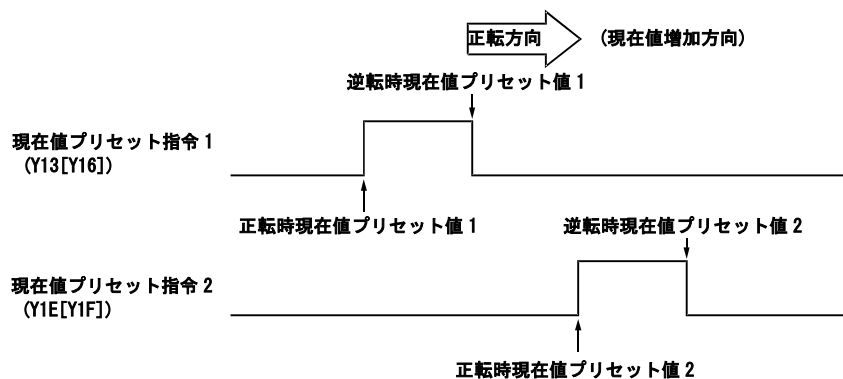 正転方向 (現在値増加方向)
逆転時現在値プリセット値1
現在値プリセット指令1
(Y13[Y16])
正転時現在値プリセット値1
逆転時現在値プリセット値2
現在値プリセット指令2
(Y1E[Y1F])
正転時現在値プリセット値2